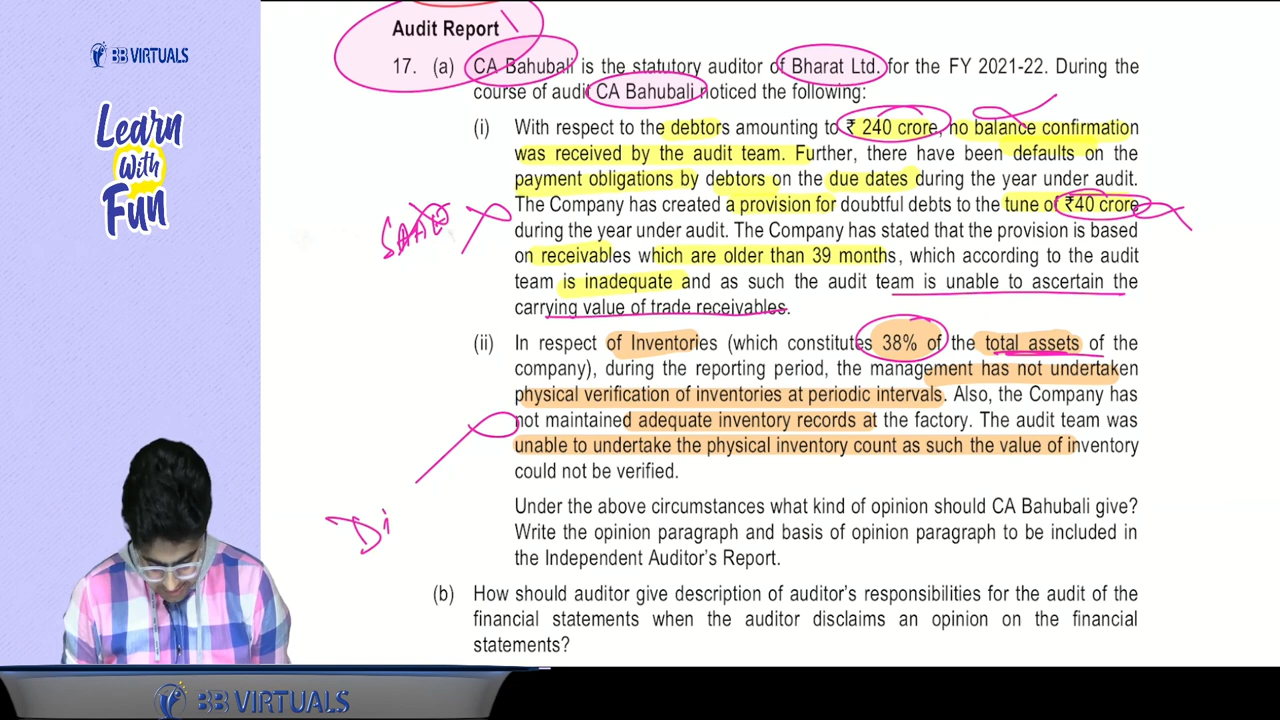 BB VIRTUALS
Learn
With
Fun
Audit Report
17. (a) CA Bahubali is the statutory auditor of Bharat Ltd. for the FY 2021-22. During the
course of audit CA Bahubali noticed the following:
(i) With respect to the debtors amounting to ₹ 240 crore, no balance confirmation
was received by the audit team. Further, there have been defaults on the
payment obligations by debtors on the due dates during the year under audit.
The Company has created a provision for doubtful debts to the tune of ₹40 crore
during the year under audit. The Company has stated that the provision is based
on receivables which are older than 39 months, which according to the audit
team is inadequate and as such the audit team is unable to ascertain the
carrying value of trade receivables.
(ii) In respect of Inventories (which constitutes 38% of the total assets of the
company), during the reporting period, the management has not undertaken
physical verification of inventories at periodic intervals. Also, the Company has
not maintained adequate inventory records at the factory. The audit team was
unable to undertake the physical inventory count as such the value of inventory
could not be verified.
Di
Under the above circumstances what kind of opinion should CA Bahubali give?
Write the opinion paragraph and basis of opinion paragraph to be included in
the Independent Auditor's Report.
(b) How should auditor give description of auditor's responsibilities for the audit of the
financial statements when the auditor disclaims an opinion on the financial
statements?
BB VIRTUALS